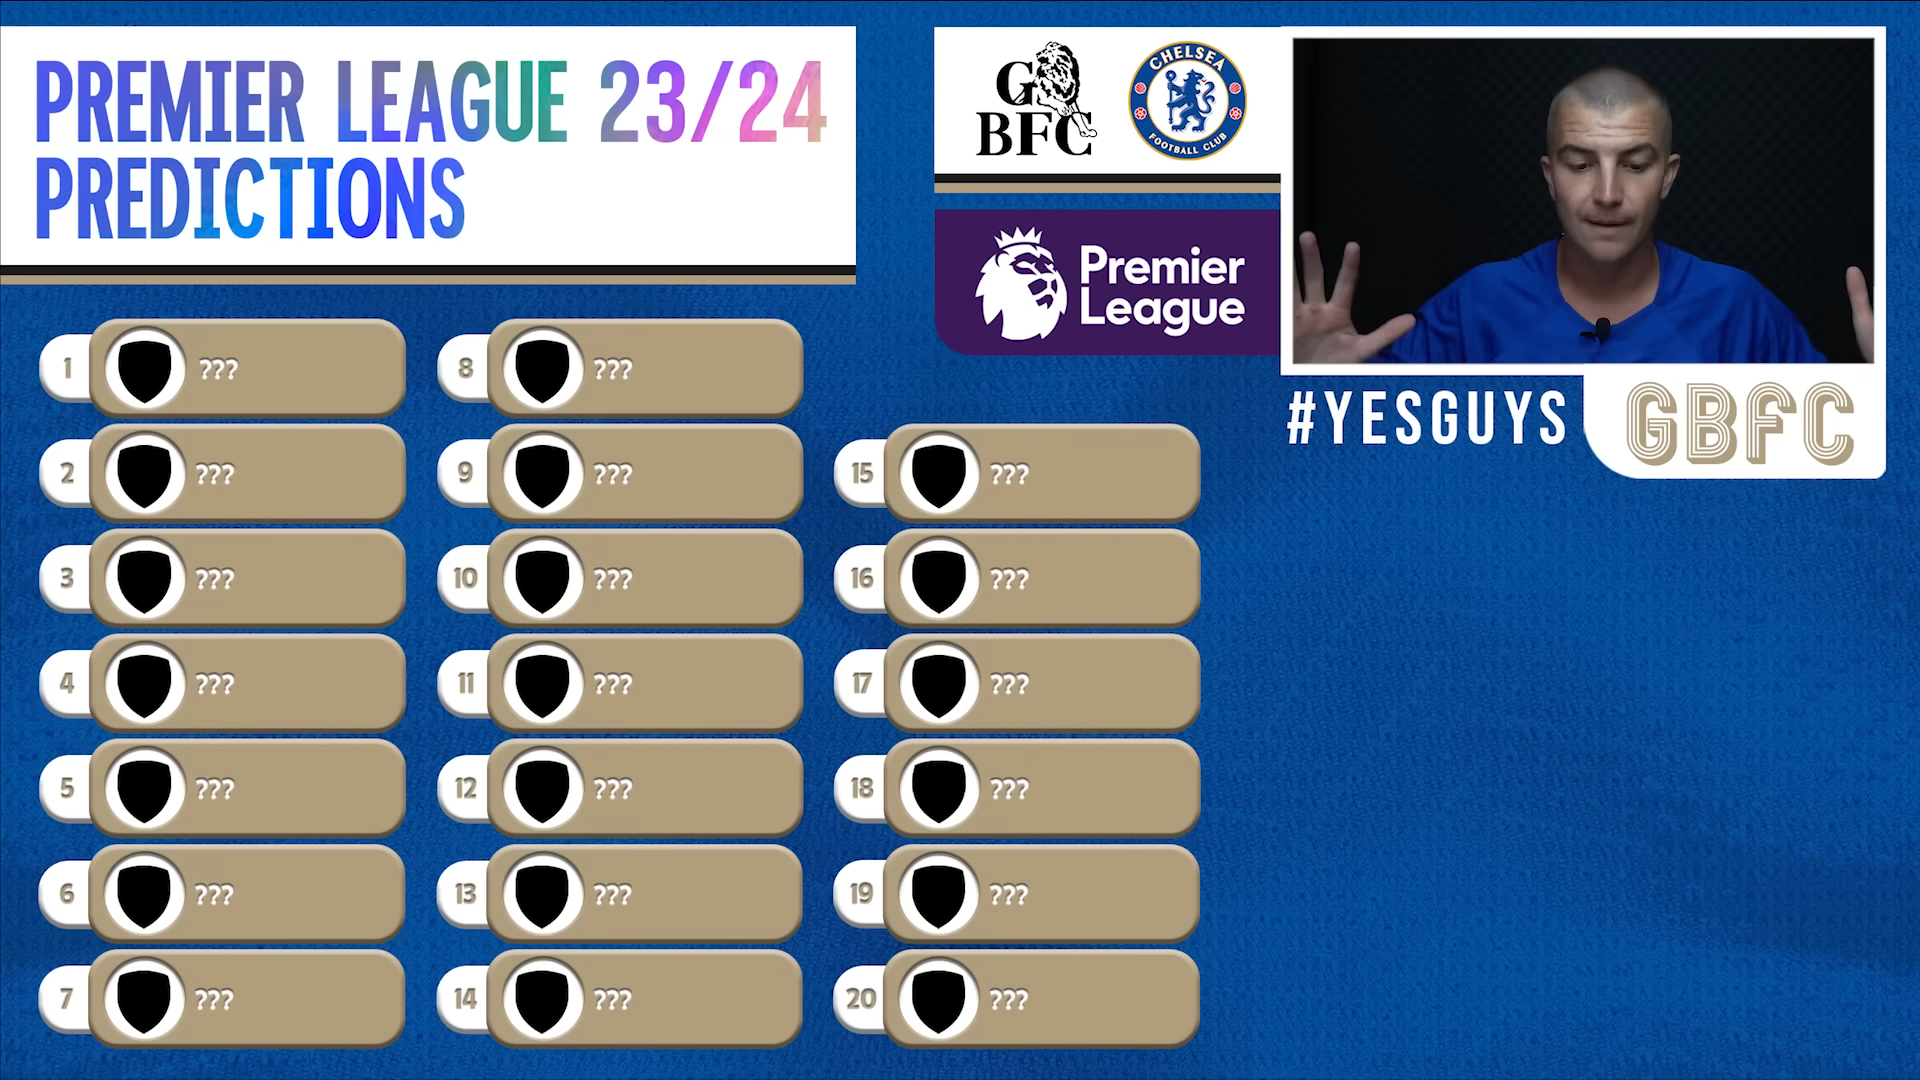 PREMIER LEAGUE 23/24
PREDICTIONS
G
BFC
CHELSEA
FOOTBALL CLUB
Premier
League
#YESGUYS
GBFC
1 ???
2 ???
3 ???
4 ???
5 ???
6 ???
7 ???
8 ???
9 ???
10 ???
11 ???
12 ???
13 ???
14 ???
15 ???
16 ???
17 ???
18 ???
19 ???
20 ???